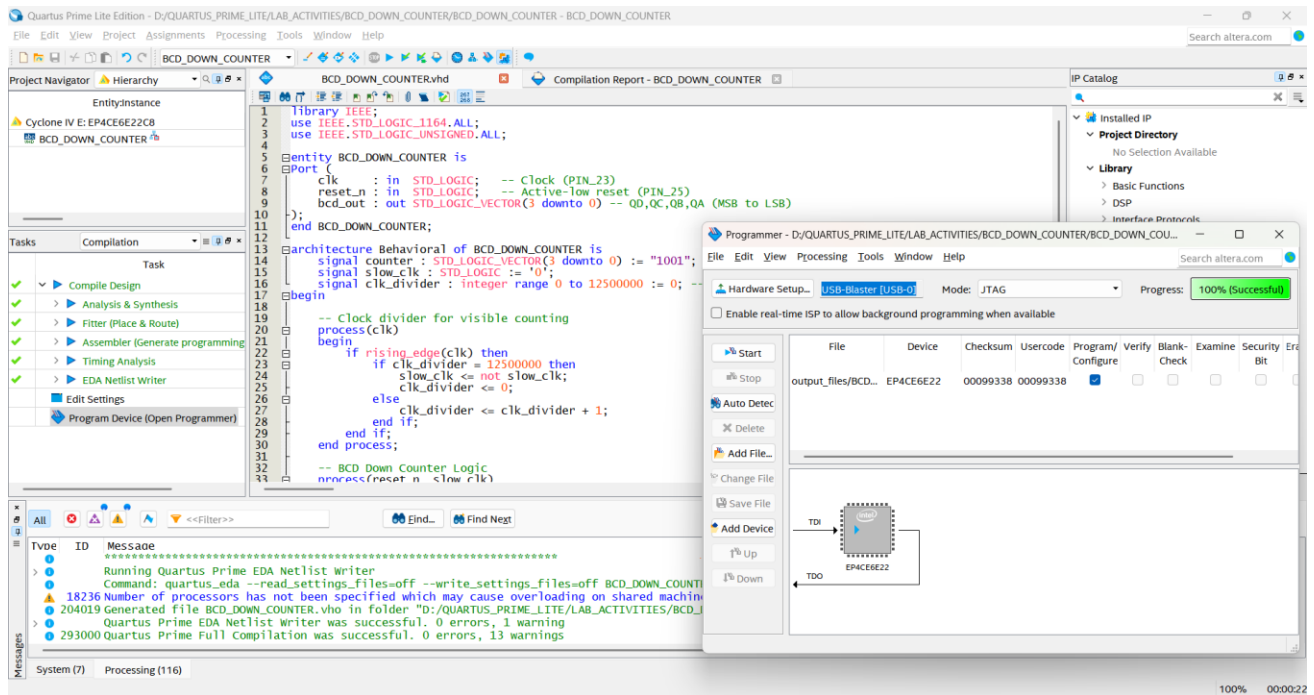 Quartus Prime Lite Edition - D:/QUARTUS_PRIME_LITE/LAB_ACTIVITIES/BCD_DOWN_COUNTER/BCD_DOWN_COUNTER - BCD_DOWN_COUNTER
File Edit View Project Assignments Processing Tools Window Help
Search altera.com
BCD_DOWN_COUNTER
Project Navigator Hierarchy
Entity:Instance
Cyclone IV E: EP4CE6E22C8
BCD_DOWN_COUNTER
Tasks Compilation
Task
Compile Design
Analysis & Synthesis
Fitter (Place & Route)
Assembler (Generate programming
Timing Analysis
EDA Netlist Writer
Edit Settings
Program Device (Open Programmer)
BCD_DOWN_COUNTER.vhd
Compilation Report - BCD_DOWN_COUNTER
267
268
1 library IEEE;
2 use IEEE.STD_LOGIC_1164.ALL;
3 use IEEE.STD_LOGIC_UNSIGNED.ALL;
4
5 entity BCD_DOWN_COUNTER is
6 Port (
7 clk : in STD_LOGIC; -- Clock (PIN_23)
8 reset_n : in STD_LOGIC; -- Active-low reset (PIN_25)
9 bcd_out : out STD_LOGIC_VECTOR(3 downto 0) -- QD,QC,QB,QA (MSB to LSB)
10 );
11 end BCD_DOWN_COUNTER;
12
13 architecture Behavioral of BCD_DOWN_COUNTER is
14 signal counter : STD_LOGIC_VECTOR(3 downto 0) := "1001";
15 signal slow_clk : STD_LOGIC := '0';
16 signal clk_divider : integer range 0 to 12500000 := 0; --
17 begin
18
19 -- Clock divider for visible counting
20 process(clk)
21 begin
22 if rising_edge(clk) then
23 if clk_divider = 12500000 then
24 slow_clk <= not slow_clk;
25 clk_divider <= 0;
26 else
27 clk_divider <= clk_divider + 1;
28 end if;
29 end if;
30 end process;
31
32 -- BCD Down Counter Logic
33 process(reset_n, slow_clk)
IP Catalog
Installed IP
Project Directory
No Selection Available
Library
Basic Functions
DSP
Interface Protocols
Programmer - D:/QUARTUS_PRIME_LITE/LAB_ACTIVITIES/BCD_DOWN_COUNTER/BCD_DOWN_COU...
File Edit View Processing Tools Window Help
Search altera.com
Hardware Setup... USB-Blaster [USB-0] Mode: JTAG Progress: 100% (Successful)
Enable real-time ISP to allow background programming when available
Start
Stop
Auto Detec
Delete
Add File...
Change File
Save File
Add Device
Up
Down
File Device Checksum Usercode Program/ Configure Verify Blank- Check Examine Security Bit Era
output_files/BCD... EP4CE6E22 00099338 00099338
TDI
intel
EP4CE6E22
TDO
All <<Filter>> Find... Find Next
Type ID Message
*******************************************************************
Running Quartus Prime EDA Netlist Writer
Command: quartus_eda --read_settings_files=off --write_settings_files=off BCD_DOWN_COUNT
18236 Number of processors has not been specified which may cause overloading on shared machin
204019 Generated file BCD_DOWN_COUNTER.vho in folder "D:/QUARTUS_PRIME_LITE/LAB_ACTIVITIES/BCD_
Quartus Prime EDA Netlist Writer was successful. 0 errors, 1 warning
293000 Quartus Prime Full Compilation was successful. 0 errors, 13 warnings
Messages
System (7) Processing (116)
100% 00:00:22